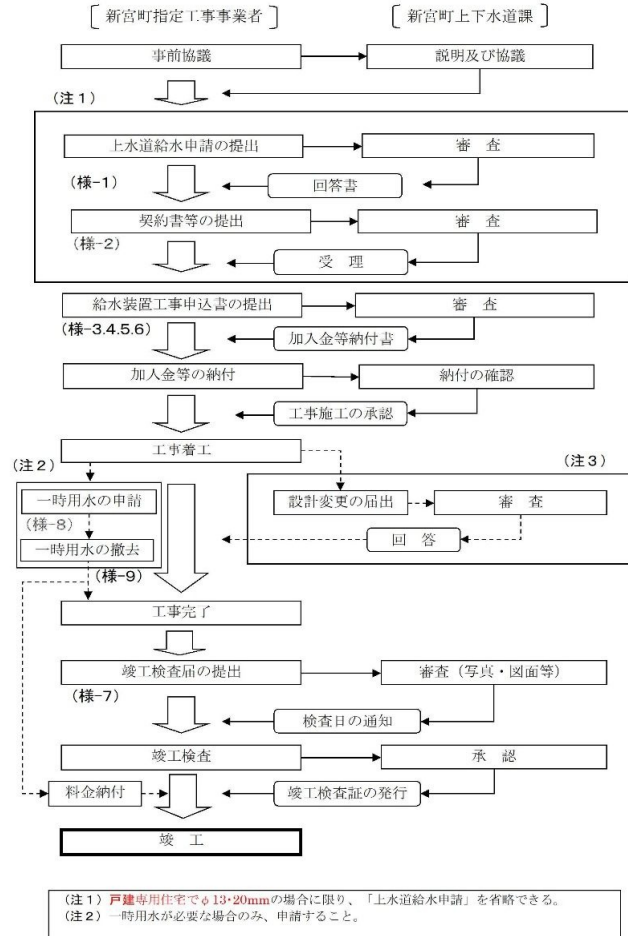 新宮町指定工事事業者 新宮町上下水道課
事前協議 説明及び協議
(注1)
上水道給水申請の提出 審 査
(様-1) 回答書
契約書等の提出 審 査
(様-2)
受 理
給水装置工事申込書の提出 審 査
(様-3.4.5.6) 加入金等納付書
加入金等の納付 納付の確認
工事施工の承認
工事着工
(注2) (注3)
一時用水の申請 設計変更の届出 審 査
(様-8)
一時用水の撤去 回 答
(様-9)
工事完了
竣工検査届の提出 審査(写真・図面等)
(様-7)
検査日の通知
竣工検査 承 認
料金納付 竣工検査証の発行
竣 工
(注1) 戸建専用住宅でφ13・20mmの場合に限り、「上水道給水申請」を省略できる。
(注2) 一時用水が必要な場合のみ、申請すること。